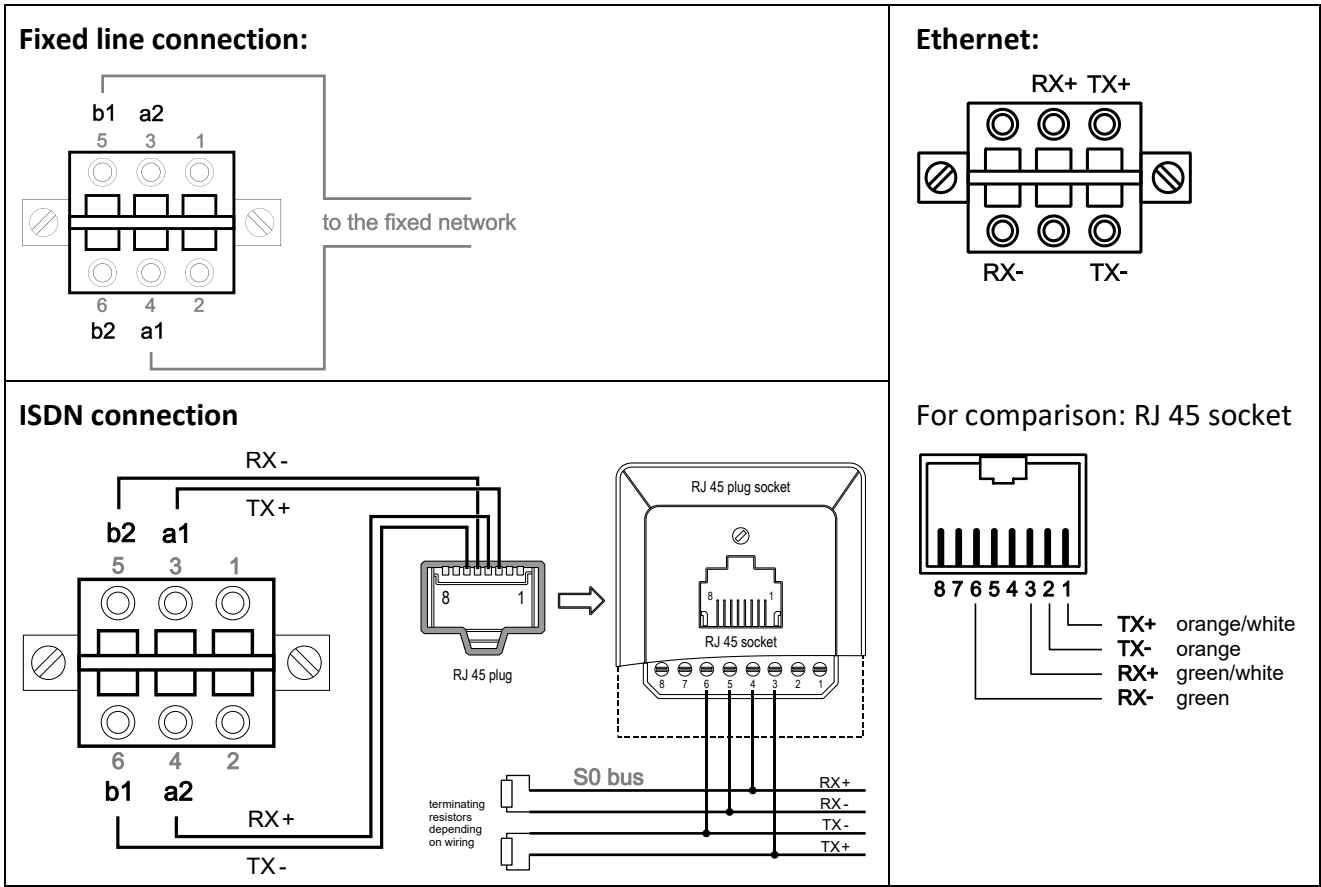 Fixed line connection:
b1 a2
5 3 1
to the fixed network
6 4 2
b2 a1
Ethernet:
RX+ TX+
RX- TX-
ISDN connection
RX -
TX +
b2 a1
5 3 1
6 4 2
b1 a2
RX +
TX -
8 1
RJ 45 plug
RJ 45 plug socket
8 1
RJ 45 socket
8 7 6 5 4 3 2 1
S0 bus
terminating
resistors
depending
on wiring
RX +
RX -
TX -
TX +
For comparison: RJ 45 socket
8 7 6 5 4 3 2 1
TX+ orange/white
TX- orange
RX+ green/white
RX- green